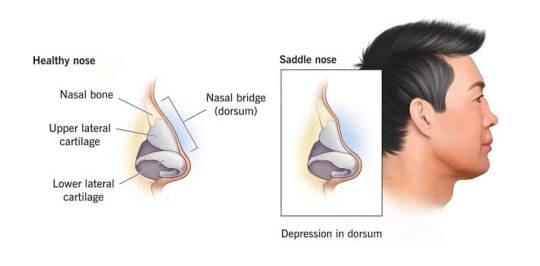 Healthy nose
Nasal bone
Upper lateral
cartilage
Lower lateral
cartilage
Nasal bridge
(dorsum)
Saddle nose
Depression in dorsum